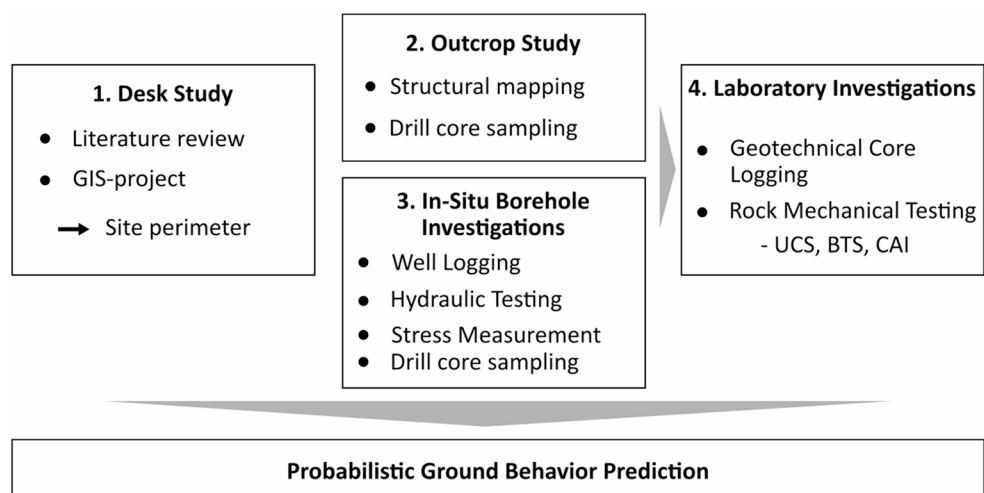 1. Desk Study
● Literature review
● GIS-project
→ Site perimeter
2. Outcrop Study
● Structural mapping
● Drill core sampling
3. In-Situ Borehole
Investigations
● Well Logging
● Hydraulic Testing
● Stress Measurement
● Drill core sampling
4. Laboratory Investigations
● Geotechnical Core
Logging
● Rock Mechanical Testing
- UCS, BTS, CAI
Probabilistic Ground Behavior Prediction